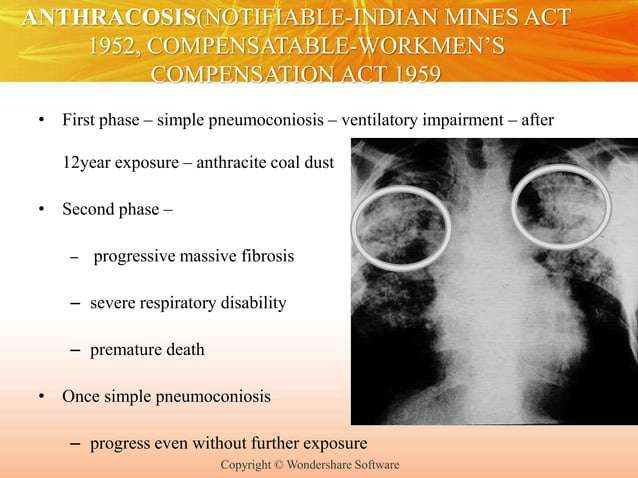 ANTHRACOSIS(NOTIFIABLE-INDIAN MINES ACT
1952, COMPENSATABLE-WORKMEN’S
COMPENSATION ACT 1959
• First phase – simple pneumoconiosis – ventilatory impairment – after
12year exposure – anthracite coal dust
• Second phase –
– progressive massive fibrosis
– severe respiratory disability
– premature death
• Once simple pneumoconiosis
– progress even without further exposure
Copyright © Wondershare Software